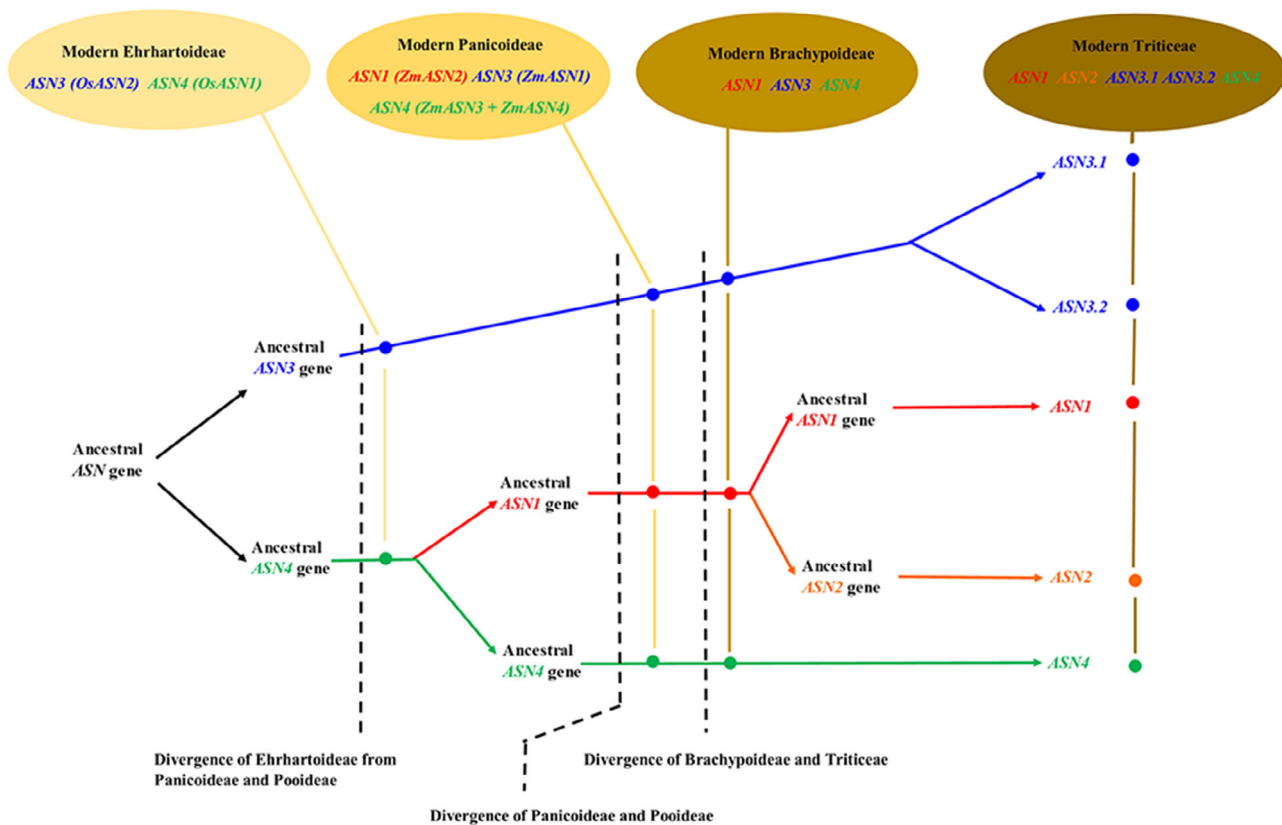 Modern Ehrhartoideae
ASN3 (OsASN2) ASN4 (OsASN1)
Modern Panicoideae
ASN1 (ZmASN2) ASN3 (ZmASN1)
ASN4 (ZmASN3 + ZmASN4)
Modern Brachypoideae
ASN1 ASN3 ASN4
Modern Triticeae
ASN1 ASN2 ASN3.1 ASN3.2 ASN4
ASN3.1
ASN3.2
Ancestral
ASN3 gene
Ancestral
ASN gene
Ancestral
ASN4 gene
Ancestral
ASN1 gene
Ancestral
ASN4 gene
Ancestral
ASN1 gene
Ancestral
ASN2 gene
ASN1
ASN2
ASN4
Divergence of Ehrhartoideae from
Panicoideae and Pooideae
Divergence of Panicoideae and Pooideae
Divergence of Brachypoideae and Triticeae